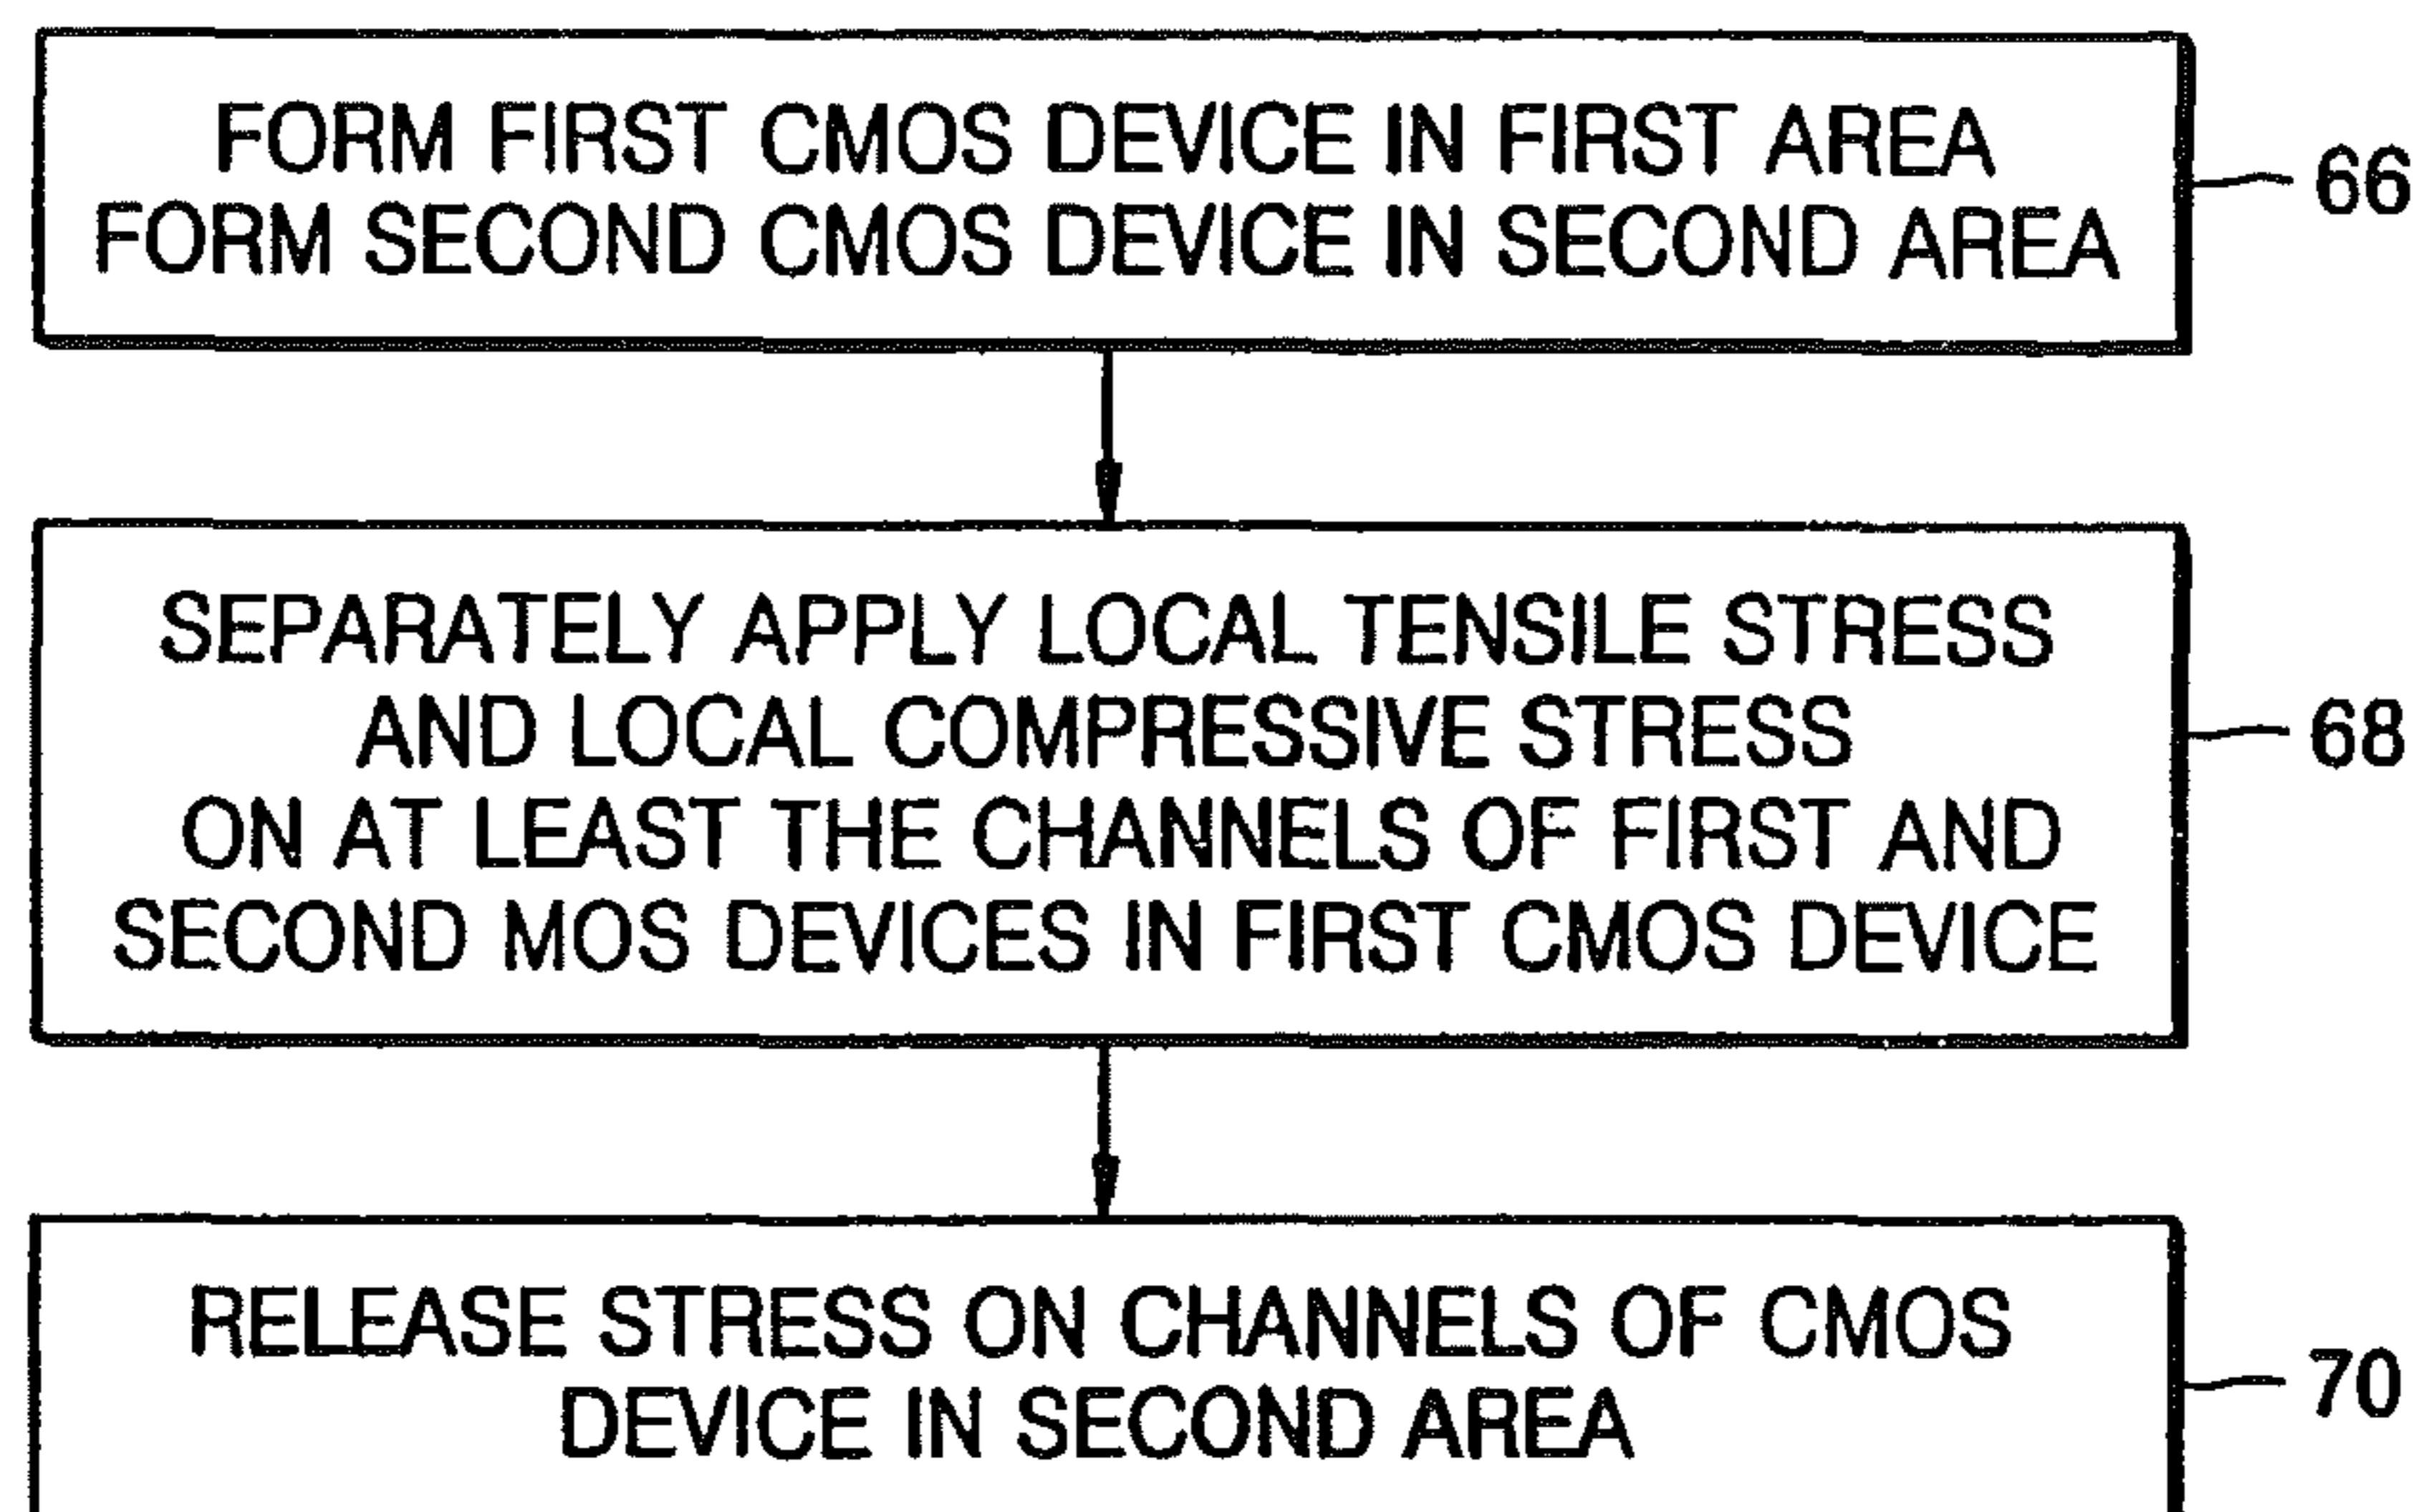 FORM FIRST CMOS DEVICE IN FIRST AREA
FORM SECOND CMOS DEVICE IN SECOND AREA
66
SEPARATELY APPLY LOCAL TENSILE STRESS
AND LOCAL COMPRESSIVE STRESS
ON AT LEAST THE CHANNELS OF FIRST AND
SECOND MOS DEVICES IN FIRST CMOS DEVICE
68
RELEASE STRESS ON CHANNELS OF CMOS
DEVICE IN SECOND AREA
70